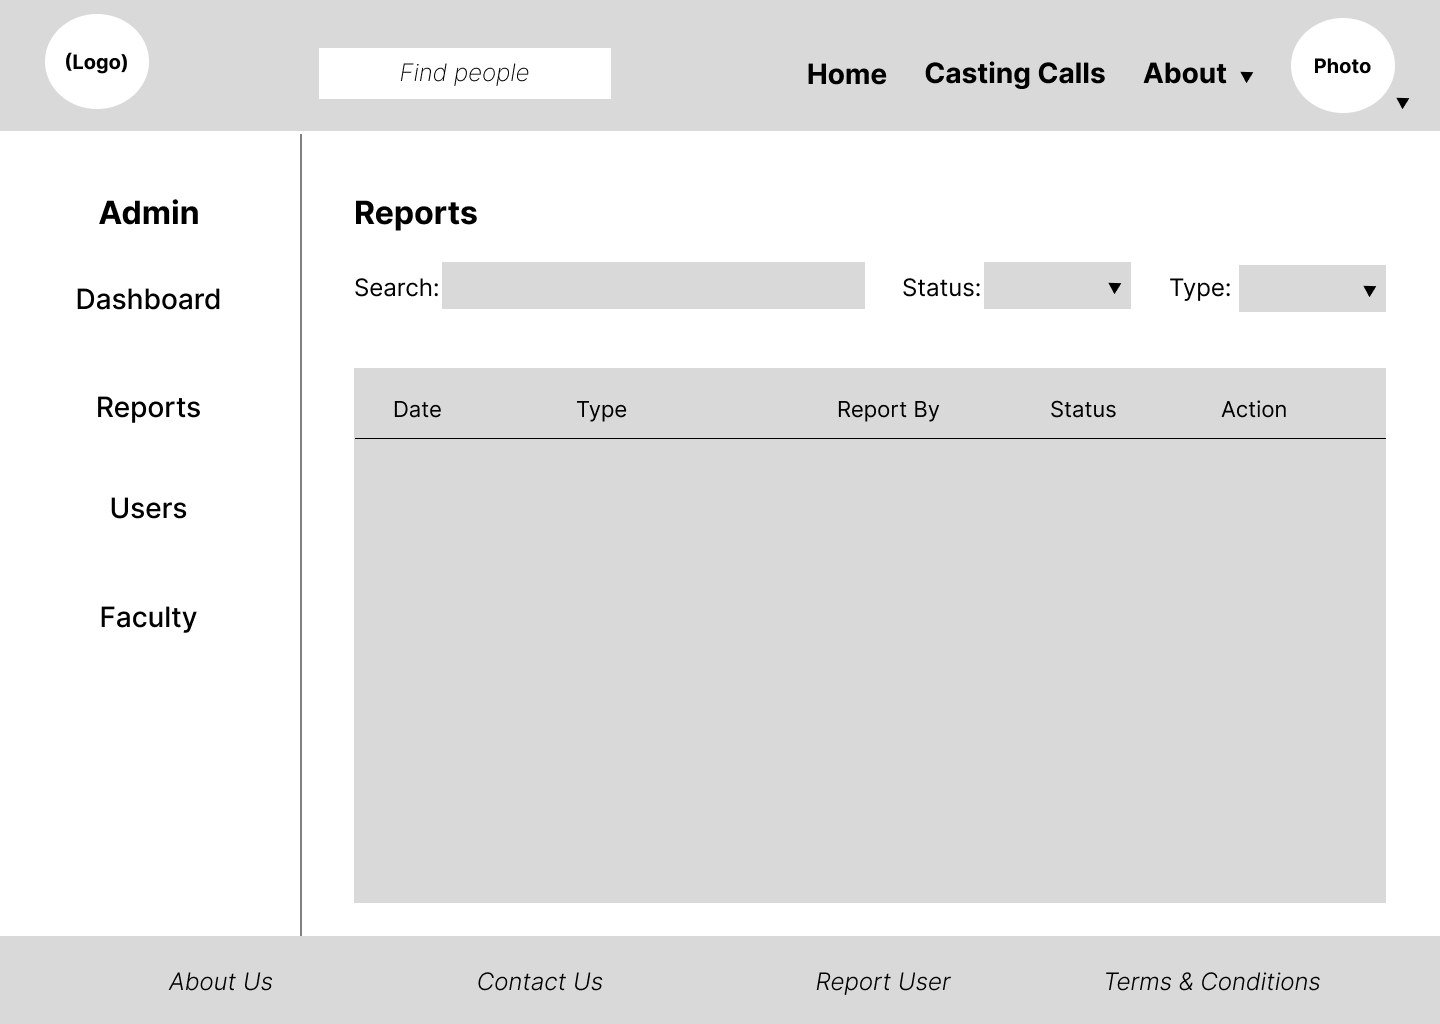 (Logo)
Find people
Home
Casting Calls
About ▼
Photo
▼
Admin
Dashboard
Reports
Users
Faculty
Reports
Search:
Status: ▼
Type: ▼
Date Type Report By Status Action
About Us
Contact Us
Report User
Terms & Conditions